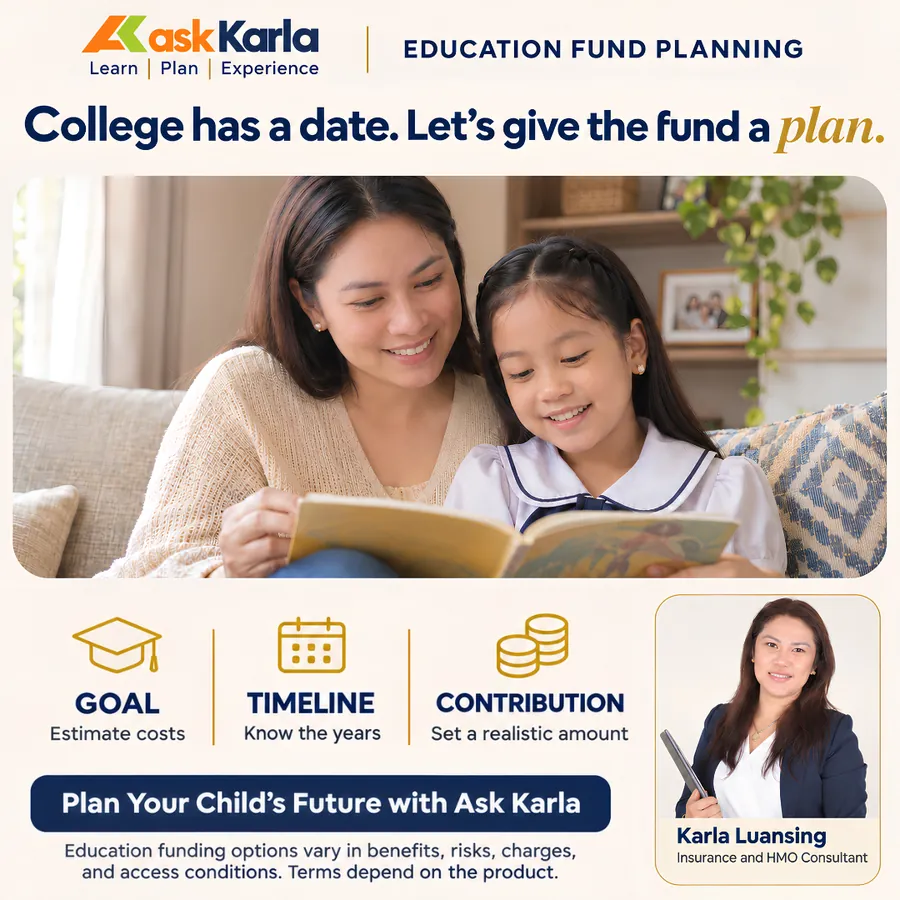 ask Karla
Learn | Plan | Experience
EDUCATION FUND PLANNING
College has a date. Let's give the fund a plan.
GOAL
Estimate costs
TIMELINE
Know the years
CONTRIBUTION
Set a realistic amount
Plan Your Child's Future with Ask Karla
Education funding options vary in benefits, risks, charges,
and access conditions. Terms depend on the product.
Karla Luansing
Insurance and HMO Consultant